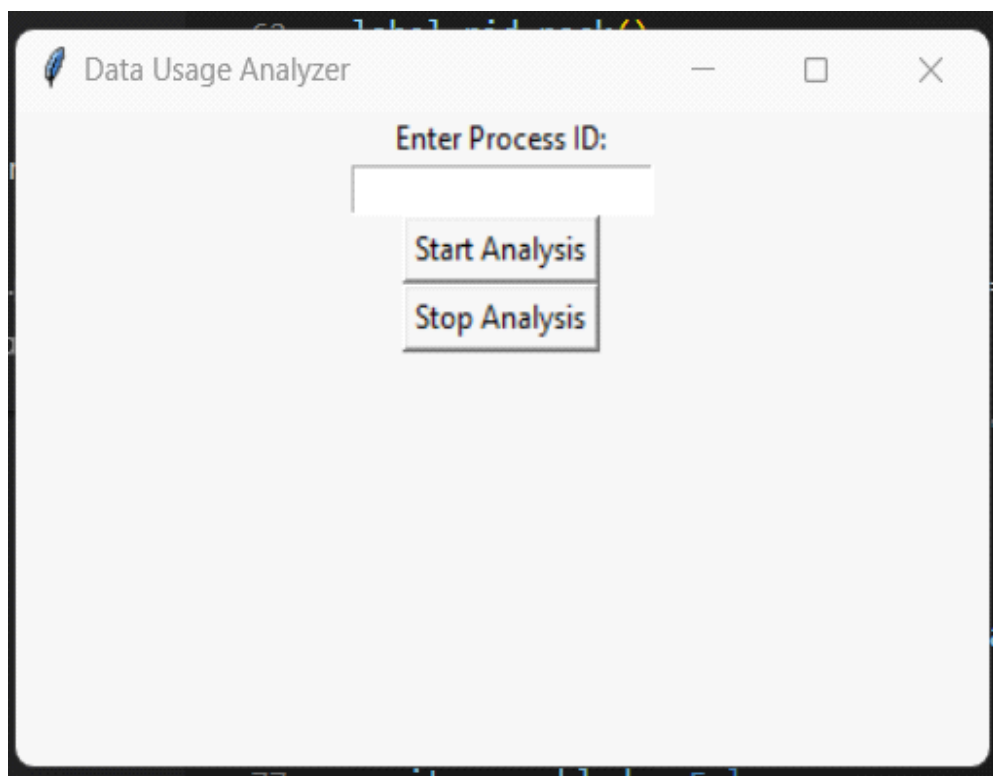 Data Usage Analyzer
Enter Process ID:
Start Analysis
Stop Analysis